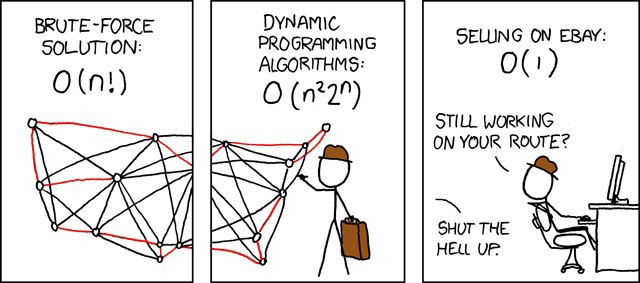 BRUTE-FORCE
SOLUTION:
O(n!)
DYNAMIC
PROGRAMMING
ALGORITHMS:
O(n²2ⁿ)
SELLING ON EBAY:
O(1)
STILL WORKING
ON YOUR ROUTE?
SHUT THE
HELL UP.